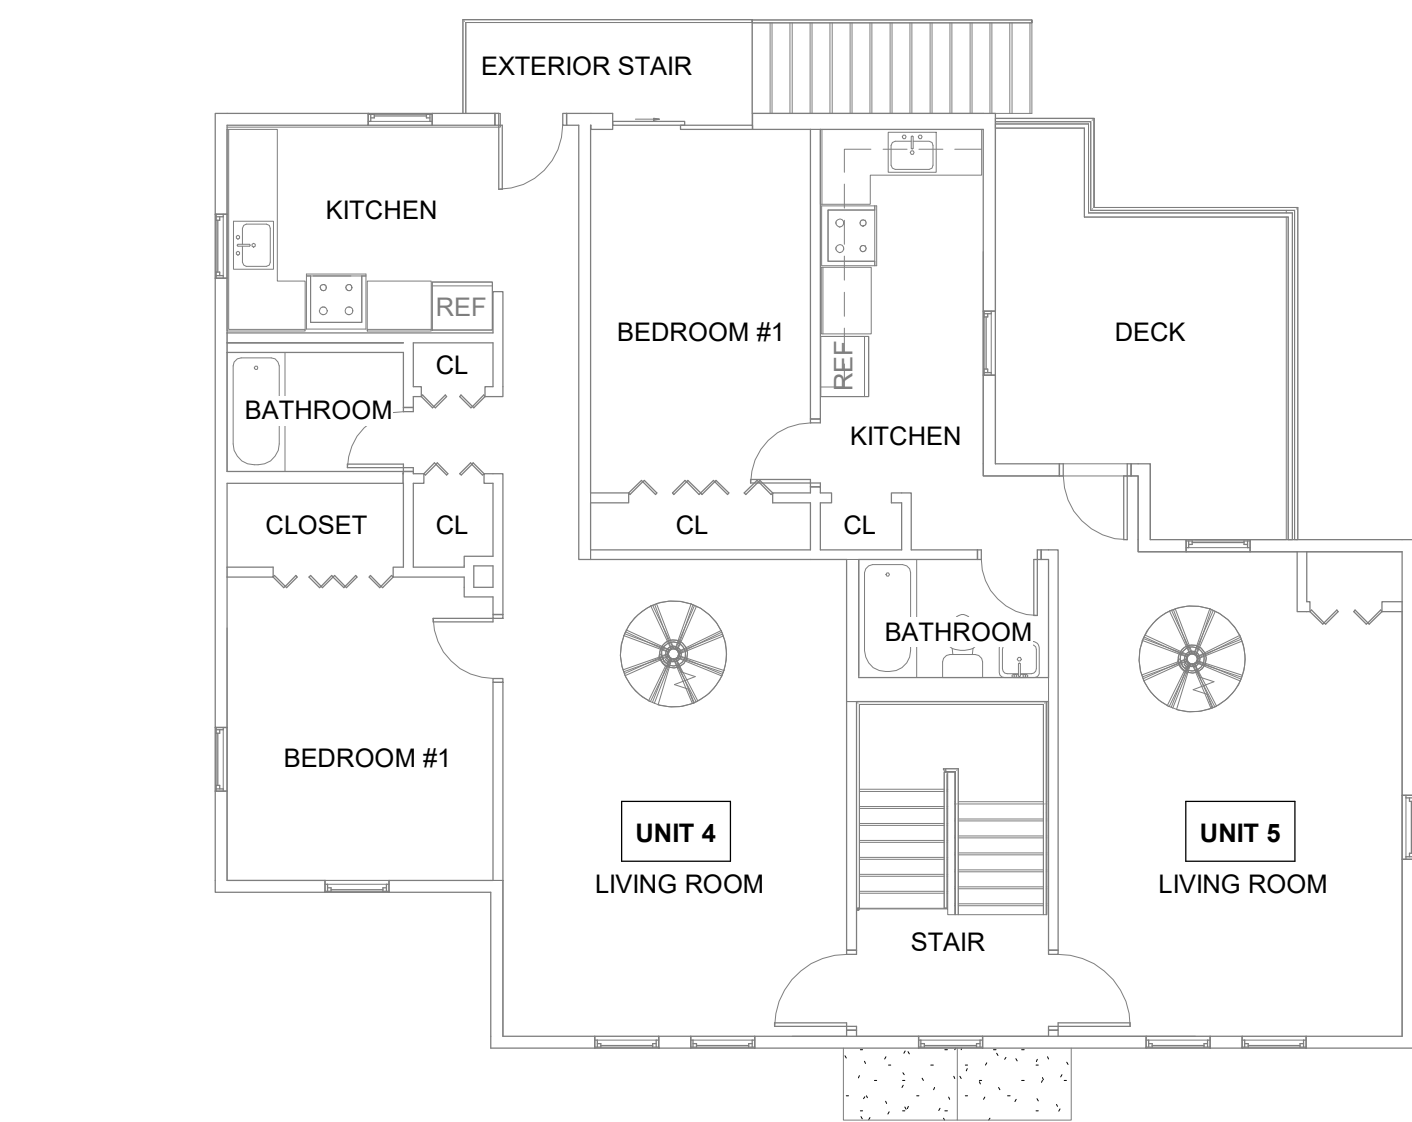 EXTERIOR STAIR
KITCHEN
REF
BEDROOM #1
DECK
REF
CL
BATHROOM
KITCHEN
CLOSET
CL
CL
CL
BATHROOM
BEDROOM #1
UNIT 4
LIVING ROOM
UNIT 5
LIVING ROOM
STAIR